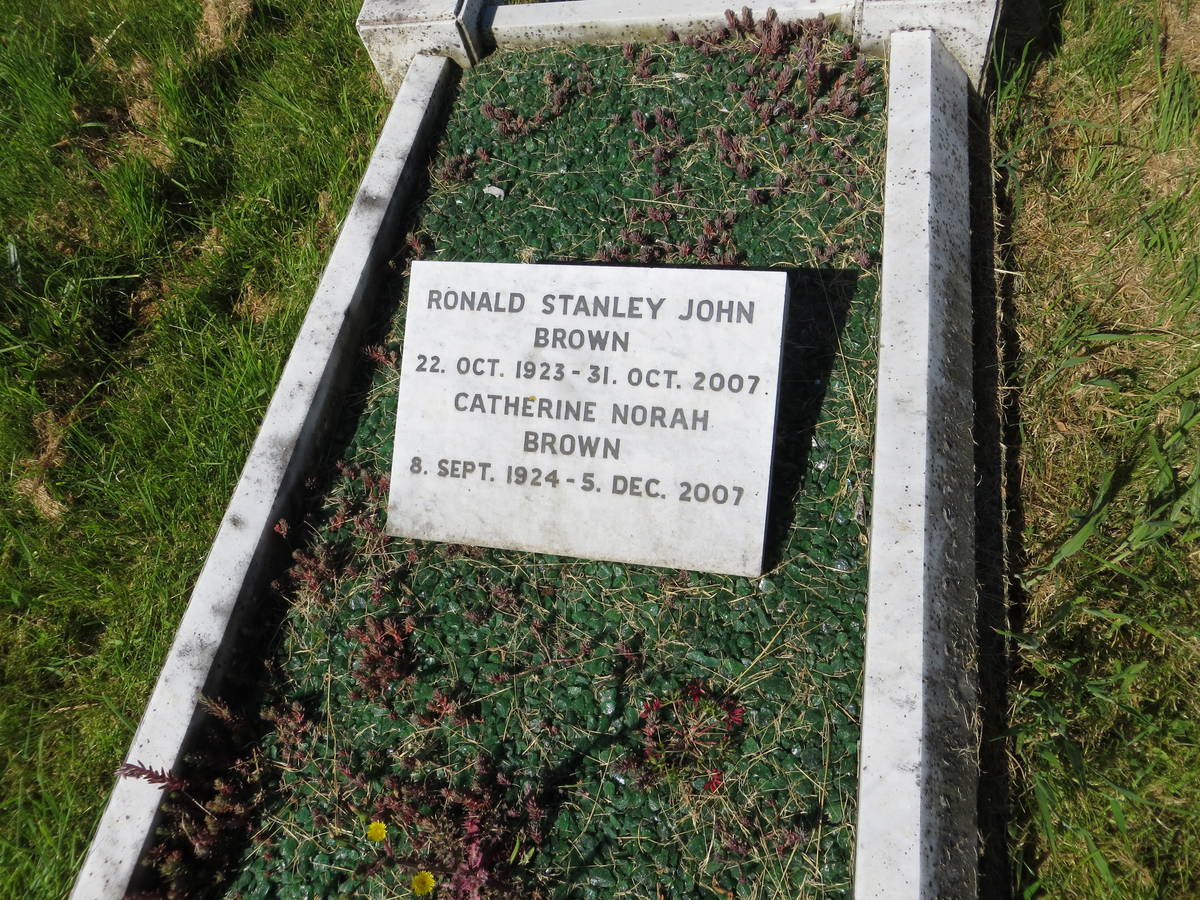 RONALD STANLEY JOHN
BROWN
22. OCT. 1923 - 31. OCT. 2007.
CATHERINE NORAH
BROWN
8. SEPT. 1924 - 5. DEC. 2007